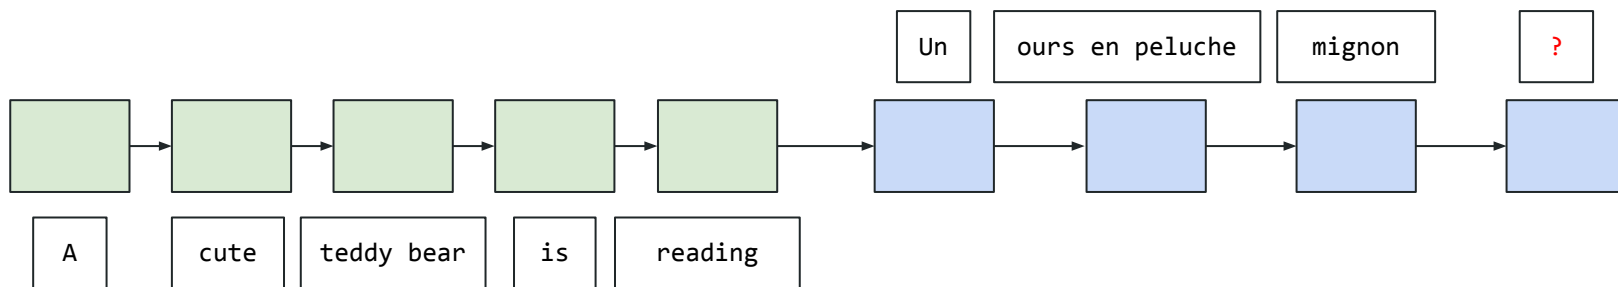 Un ours en peluche mignon ?
A cute teddy bear is reading